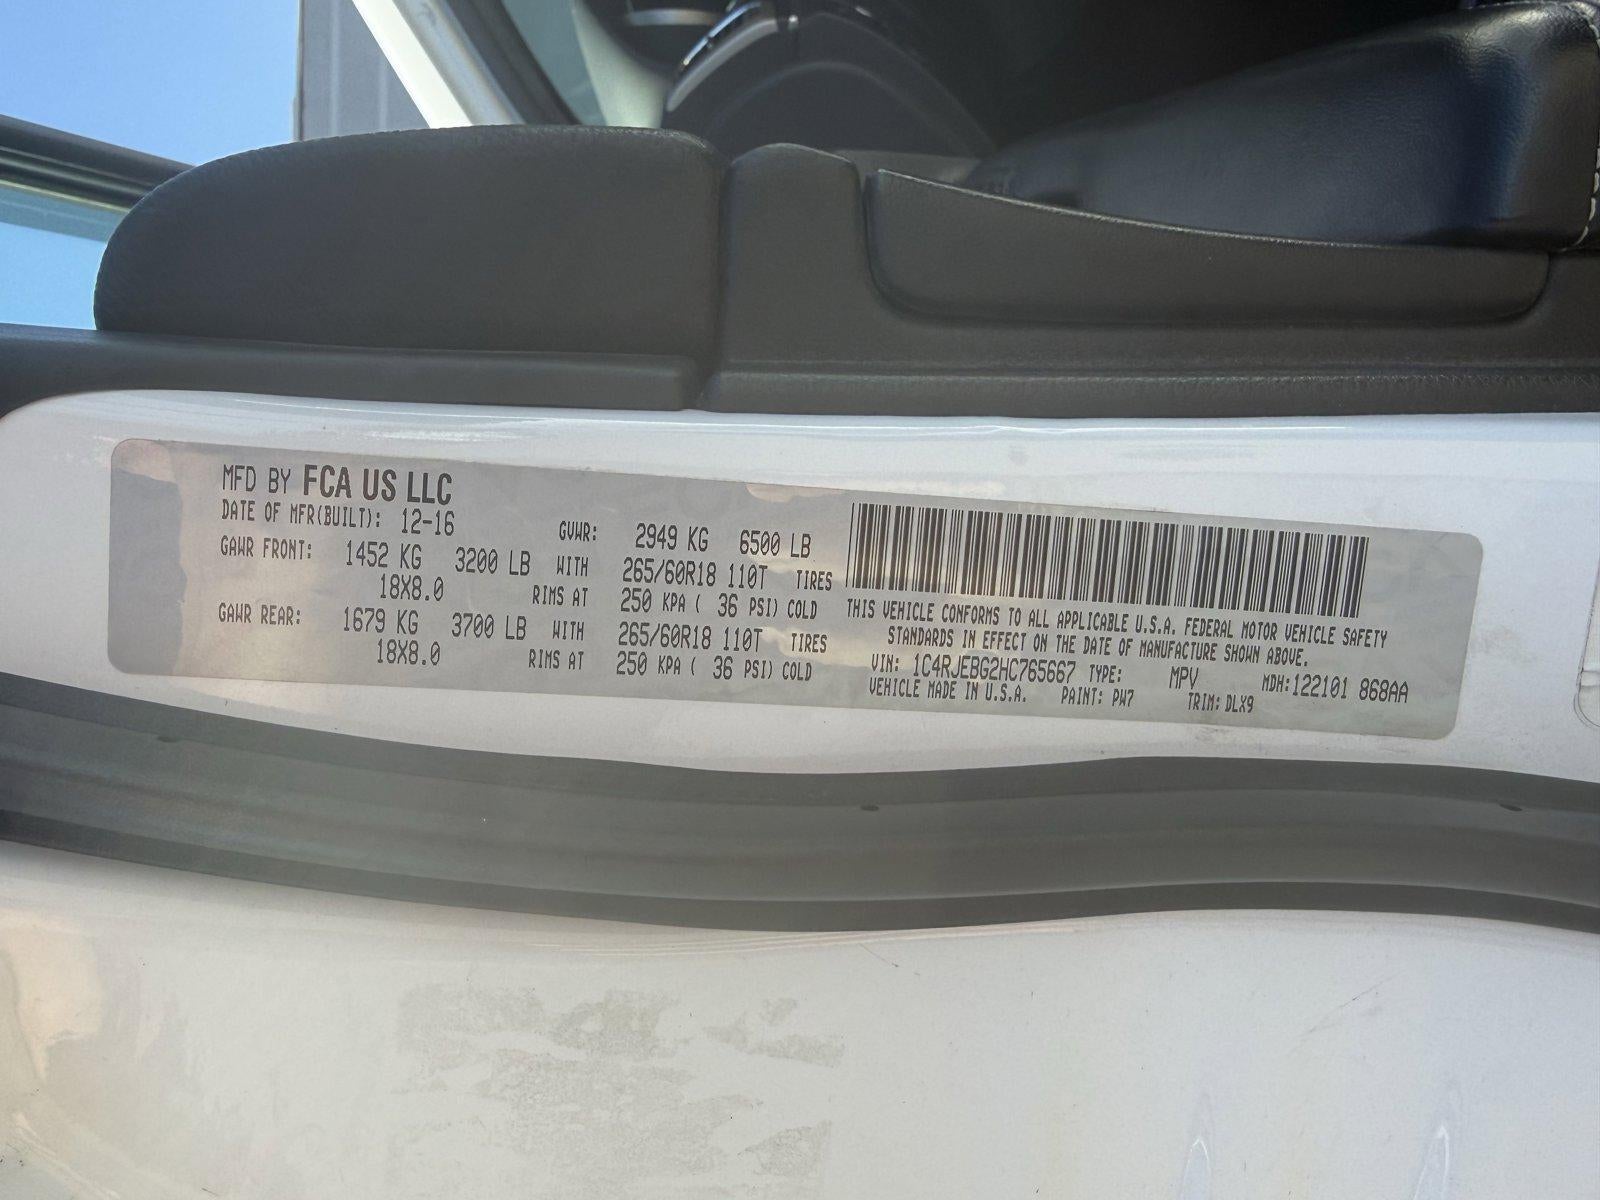 MFD BY FCA US LLC
DATE OF MFR(BUILT): 12-16 GVWR: 2949 KG 6500 LB
GAWR FRONT: 1452 KG 3200 LB WITH 265/60R18 110T TIRES
18X8.0 RIMS AT 250 KPA ( 36 PSI) COLD
GAWR REAR: 1679 KG 3700 LB WITH 265/60R18 110T TIRES
18X8.0 RIMS AT 250 KPA ( 36 PSI) COLD
THIS VEHICLE CONFORMS TO ALL APPLICABLE U.S.A. FEDERAL MOTOR VEHICLE SAFETY
STANDARDS IN EFFECT ON THE DATE OF MANUFACTURE SHOWN ABOVE.
VIN: 1C4RJEBG2HC765667 TYPE: MPV MDH:122101 868AA
VEHICLE MADE IN U.S.A. PAINT: PW7 TRIM: DLX9